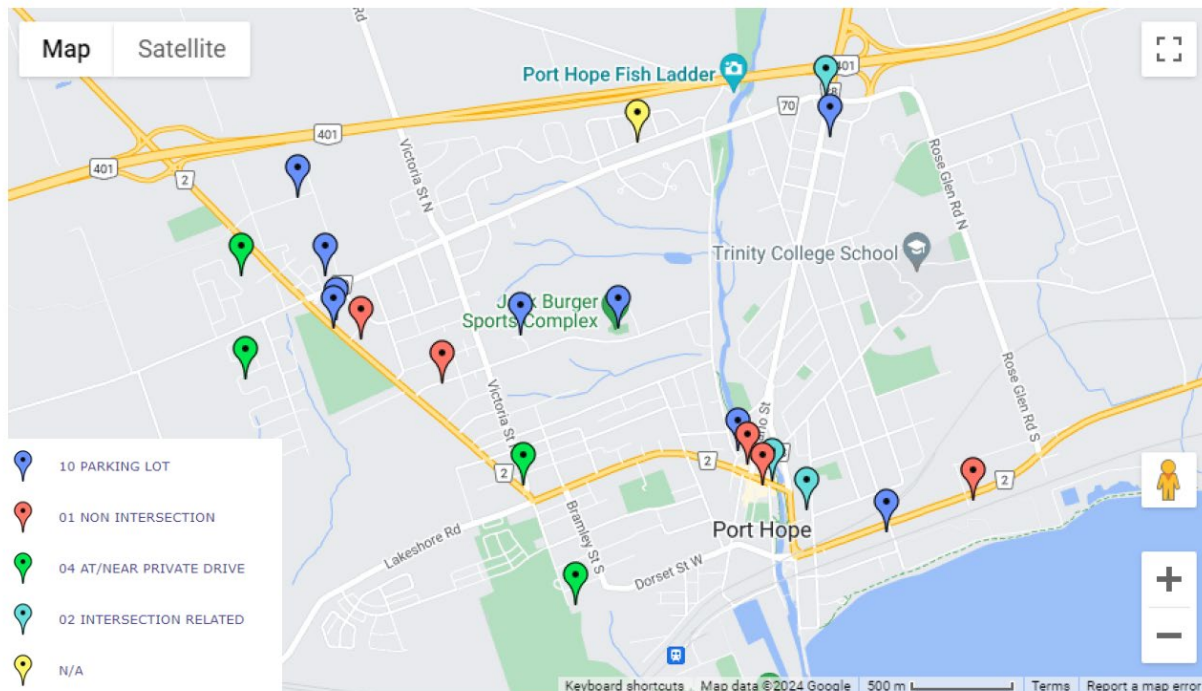 Map
Satellite
Port Hope Fish Ladder
401
70
28
401
401
2
Rd
Victoria St N
Rose Glen Rd N
Trinity College School
Jack Burger
Sports Complex
Victoria St N
Rose Glen Rd S
2
2
2
Port Hope
Lakeshore Rd
Bramley St S
Dorset St W
10 PARKING LOT
01 NON INTERSECTION
04 AT/NEAR PRIVATE DRIVE
02 INTERSECTION RELATED
N/A
Keyboard shortcuts
Map data ©2024 Google
500 m
Terms
Report a map error